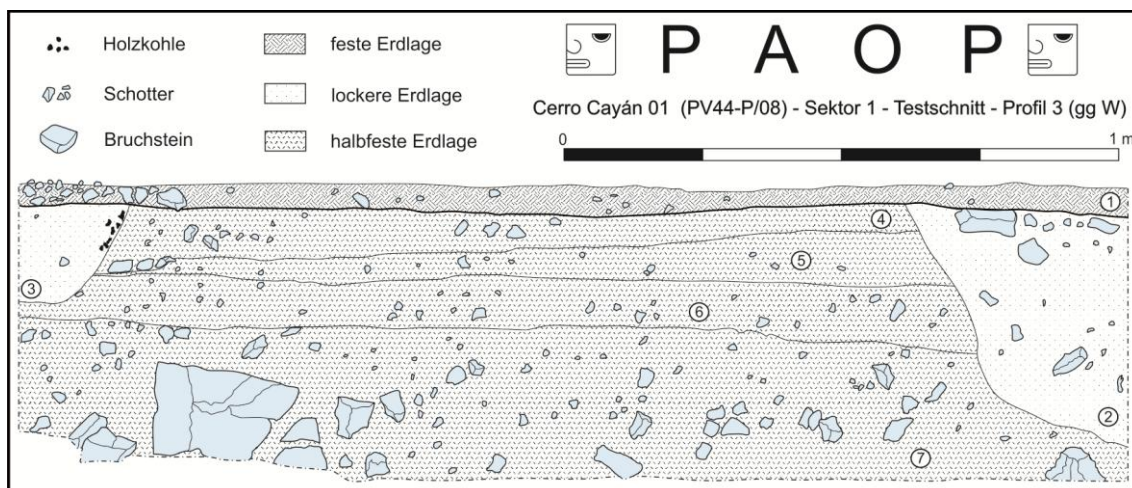 Holzkohle
Schotter
Bruchstein
feste Erdlage
lockere Erdlage
halbfeste Erdlage
P A O P
Cerro Cayán 01 (PV44-P/08) - Sektor 1 - Testschnitt - Profil 3 (gg W)
0 1 m
1
4
5
3
6
2
7